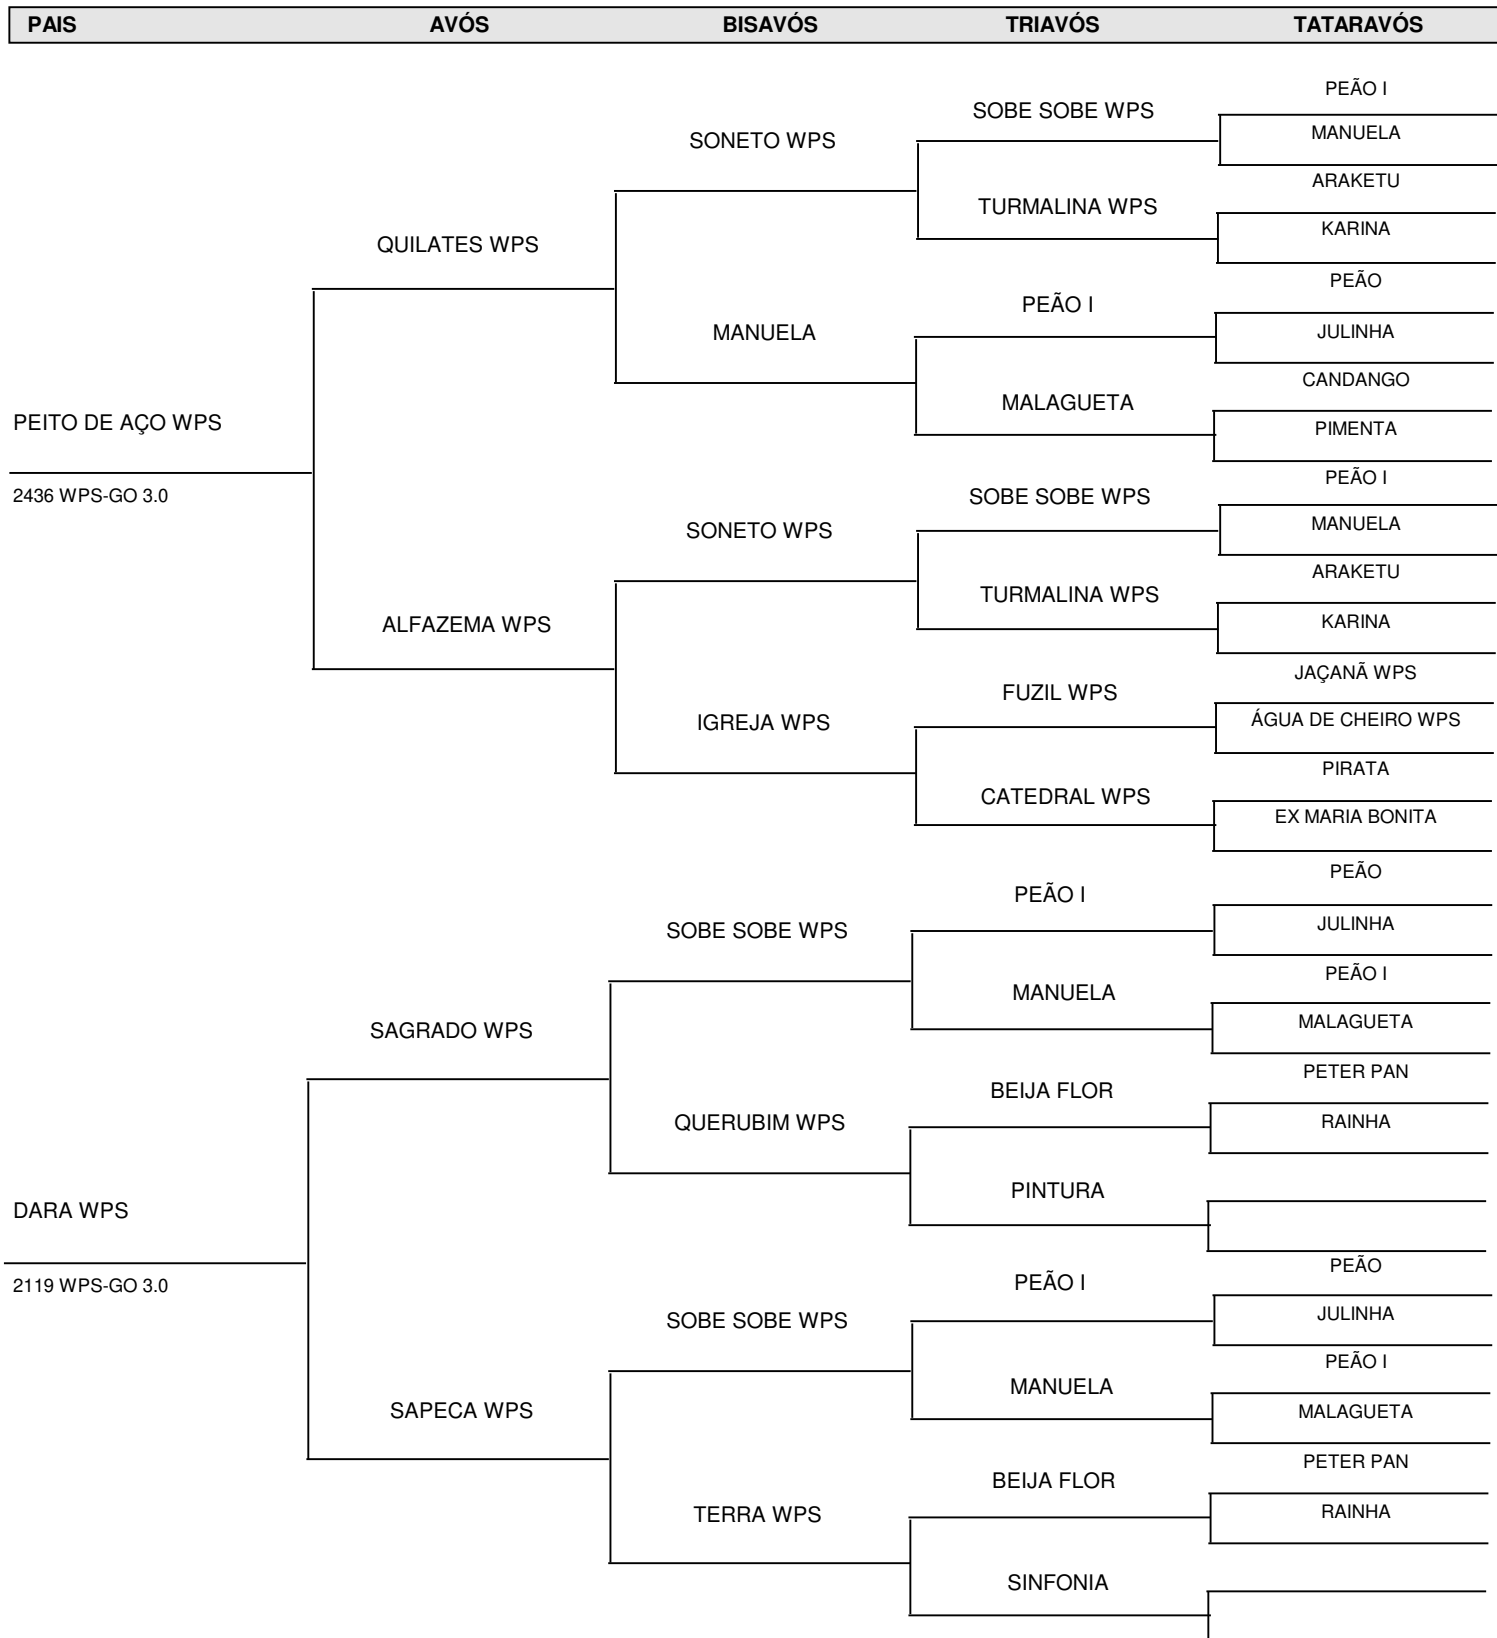 PAIS AVÓS BISAVÓS TRIAVÓS TATARAVÓS
PEÃO I
SOBE SOBE WPS
MANUELA
SONETO WPS
ARAKETU
TURMALINA WPS
KARINA
QUILATES WPS
PEÃO
PEÃO I
JULINHA
MANUELA
CANDANGO
MALAGUETA
PIMENTA
PEITO DE AÇO WPS
2436 WPS-GO 3.0
PEÃO I
SOBE SOBE WPS
MANUELA
SONETO WPS
ARAKETU
TURMALINA WPS
KARINA
ALFAZEMA WPS
JAÇANÃ WPS
FUZIL WPS
ÁGUA DE CHEIRO WPS
IGREJA WPS
PIRATA
CATEDRAL WPS
EX MARIA BONITA
PEÃO
PEÃO I
JULINHA
SOBE SOBE WPS
PEÃO I
MANUELA
MALAGUETA
SAGRADO WPS
PETER PAN
BEIJA FLOR
RAINHA
QUERUBIM WPS
PINTURA
DARA WPS
2119 WPS-GO 3.0
PEÃO
PEÃO I
JULINHA
SOBE SOBE WPS
PEÃO I
MANUELA
MALAGUETA
SAPECA WPS
PETER PAN
BEIJA FLOR
RAINHA
TERRA WPS
SINFONIA